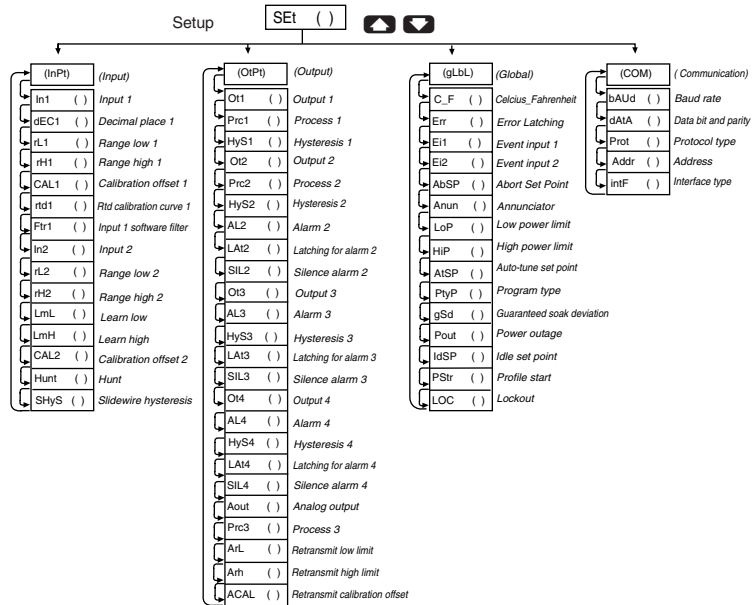 Setup SEt ( )
(InPt) (Input)
In1 ( ) Input 1
dEC1 ( ) Decimal place 1
rL1 ( ) Range low 1
rH1 ( ) Range high 1
CAL1 ( ) Calibration offset 1
rtd1 ( ) Rtd calibration curve 1
Ftr1 ( ) Input 1 software filter
In2 ( ) Input 2
rL2 ( ) Range low 2
rH2 ( ) Range high 2
LmL ( ) Learn low
LmH ( ) Learn high
CAL2 ( ) Calibration offset 2
Hunt ( ) Hunt
SHyS ( ) Slidewire hysteresis
(OtPt) (Output)
Ot1 ( ) Output 1
Prc1 ( ) Process 1
HyS1 ( ) Hysteresis 1
Ot2 ( ) Output 2
Prc2 ( ) Process 2
HyS2 ( ) Hysteresis 2
AL2 ( ) Alarm 2
LAt2 ( ) Latching for alarm 2
SIL2 ( ) Silence alarm 2
Ot3 ( ) Output 3
AL3 ( ) Alarm 3
HyS3 ( ) Hysteresis 3
LAt3 ( ) Latching for alarm 3
SIL3 ( ) Silence alarm 3
Ot4 ( ) Output 4
AL4 ( ) Alarm 4
HyS4 ( ) Hysteresis 4
LAt4 ( ) Latching for alarm 4
SIL4 ( ) Silence alarm 4
Aout ( ) Analog output
Prc3 ( ) Process 3
ArL ( ) Retransmit low limit
Arh ( ) Retransmit high limit
ACAL ( ) Retransmit calibration offset
(gLbL) (Global)
C_F ( ) Celcius_Fahrenheit
Err ( ) Error Latching
Ei1 ( ) Event input 1
Ei2 ( ) Event input 2
AbSP ( ) Abort Set Point
Anun ( ) Annunciator
LoP ( ) Low power limit
HiP ( ) High power limit
AtSP ( ) Auto-tune set point
PtyP ( ) Program type
gSd ( ) Guaranteed soak deviation
Pout ( ) Power outage
IdSP ( ) Idle set point
PStr ( ) Profile start
LOC ( ) Lockout
(COM) ( Communication)
bAUd ( ) Baud rate
dAtA ( ) Data bit and parity
Prot ( ) Protocol type
Addr ( ) Address
intF ( ) Interface type